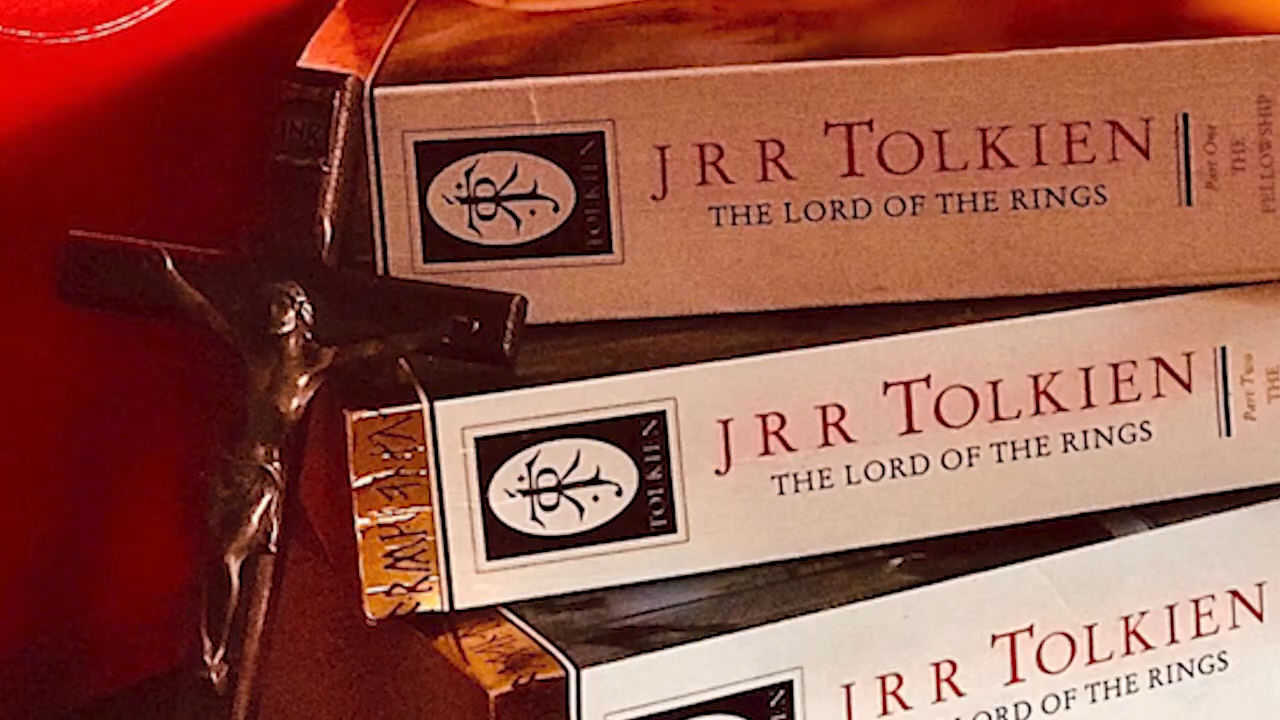 INRI
TOLKIEN
J R R TOLKIEN
THE LORD OF THE RINGS
Part One
THE
FELLOWSHIP
TOLKIEN
J R R TOLKIEN
THE LORD OF THE RINGS
Part Two
THE
J R R TOLKIEN
LORD OF THE RINGS